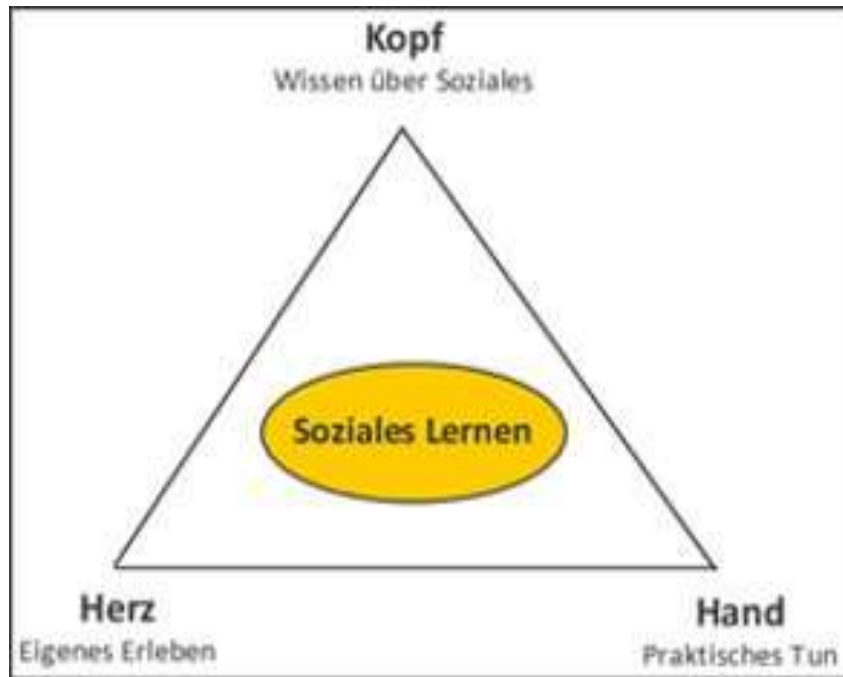 Kopf
Wissen über Soziales
Soziales Lernen
Herz
Eigenes Erleben
Hand
Praktisches Tun